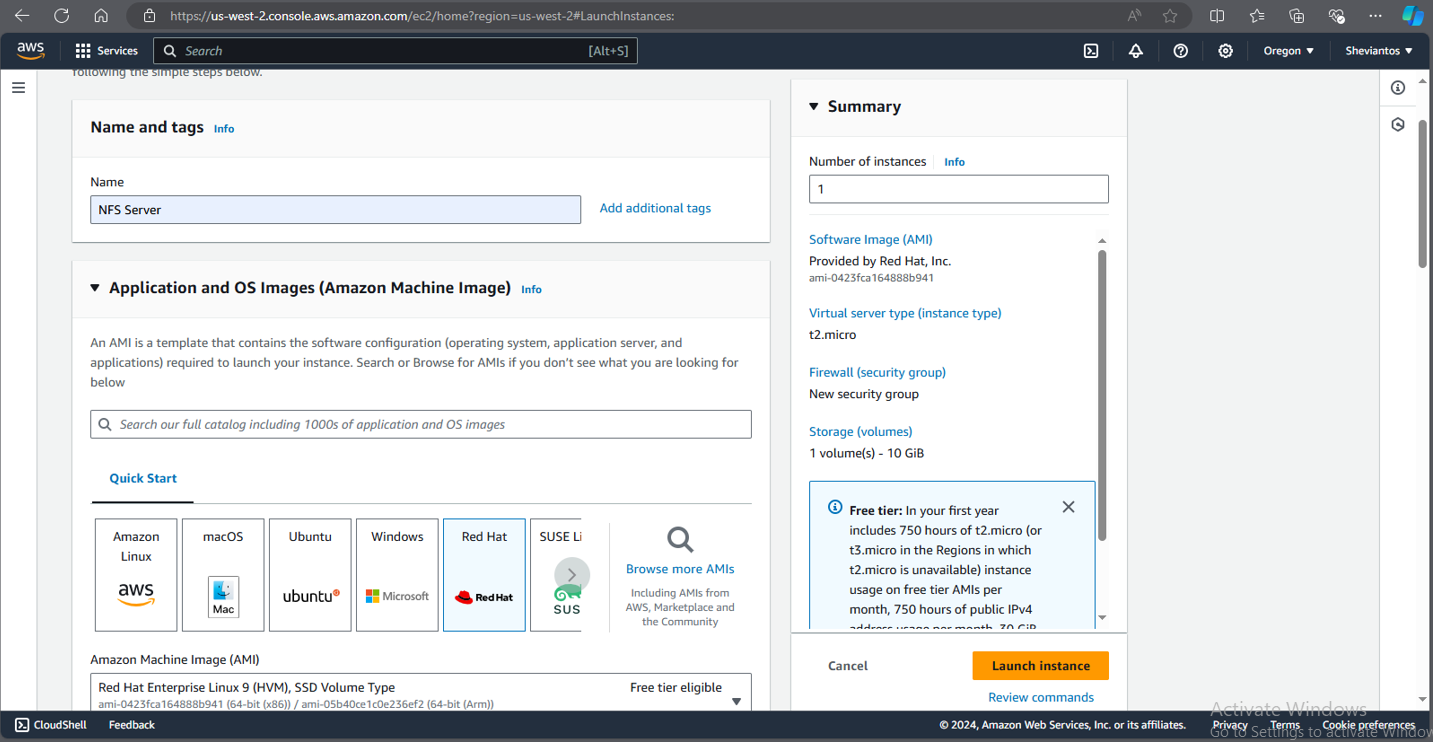 https://us-west-2.console.aws.amazon.com/ec2/home?region=us-west-2#LaunchInstances:
aws
Services
Search
[Alt+S]
Oregon
Sheviantos
following the simple steps below.
Name and tags Info
Name
NFS Server
Add additional tags
Application and OS Images (Amazon Machine Image) Info
An AMI is a template that contains the software configuration (operating system, application server, and
applications) required to launch your instance. Search or Browse for AMIs if you don't see what you are looking for
below
Search our full catalog including 1000s of application and OS images
Quick Start
Amazon
Linux
aws
macOS
Mac
Ubuntu
ubuntu
Windows
Microsoft
Red Hat
Red Hat
SUSE Li
SUS
Browse more AMIs
Including AMIs from
AWS, Marketplace and
the Community
Amazon Machine Image (AMI)
Red Hat Enterprise Linux 9 (HVM), SSD Volume Type
Free tier eligible
ami-0423fca164888b941 (64-bit (x86)) / ami-05b40ce1c0e236ef2 (64-bit (Arm))
Summary
Number of instances Info
1
Software Image (AMI)
Provided by Red Hat, Inc.
ami-0423fca164888b941
Virtual server type (instance type)
t2.micro
Firewall (security group)
New security group
Storage (volumes)
1 volume(s) - 10 GiB
Free tier: In your first year
includes 750 hours of t2.micro (or
t3.micro in the Regions in which
t2.micro is unavailable) instance
usage on free tier AMIs per
month, 750 hours of public IPv4
address usage per month, 30 GiB
Cancel
Launch instance
Review commands
Activate Windows
Go to Settings to activate Window
CloudShell
Feedback
© 2024, Amazon Web Services, Inc. or its affiliates.
Privacy
Terms
Cookie preferences